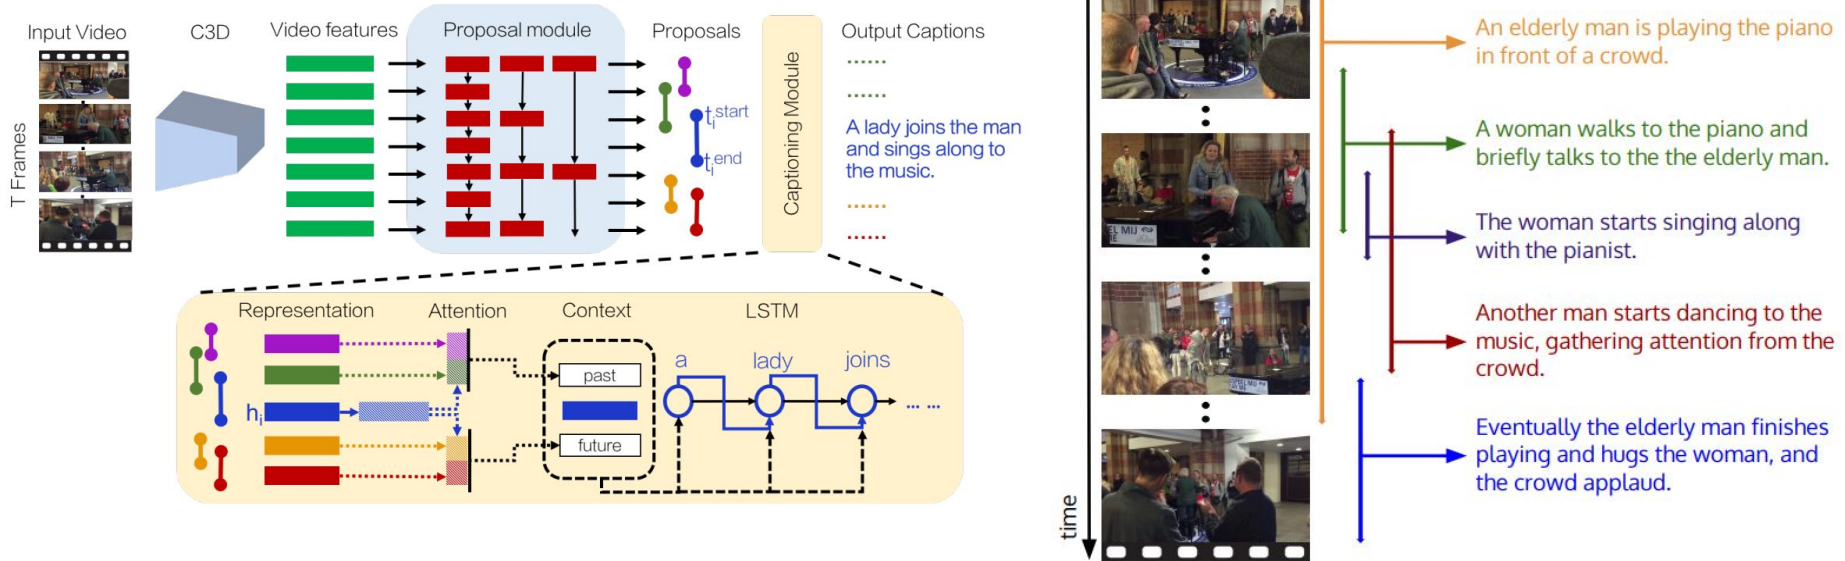 Input Video
C3D
Video features
Proposal module
Proposals
Output Captions
T Frames
t_i^start
t_i^end
Captioning Module
......
......
A lady joins the man
and sings along to
the music.
......
......
Representation
Attention
Context
LSTM
h_i
past
future
a
lady
joins
... ...
time
An elderly man is playing the piano
in front of a crowd.
A woman walks to the piano and
briefly talks to the the elderly man.
The woman starts singing along
with the pianist.
Another man starts dancing to the
music, gathering attention from the
crowd.
Eventually the elderly man finishes
playing and hugs the woman, and
the crowd applaud.